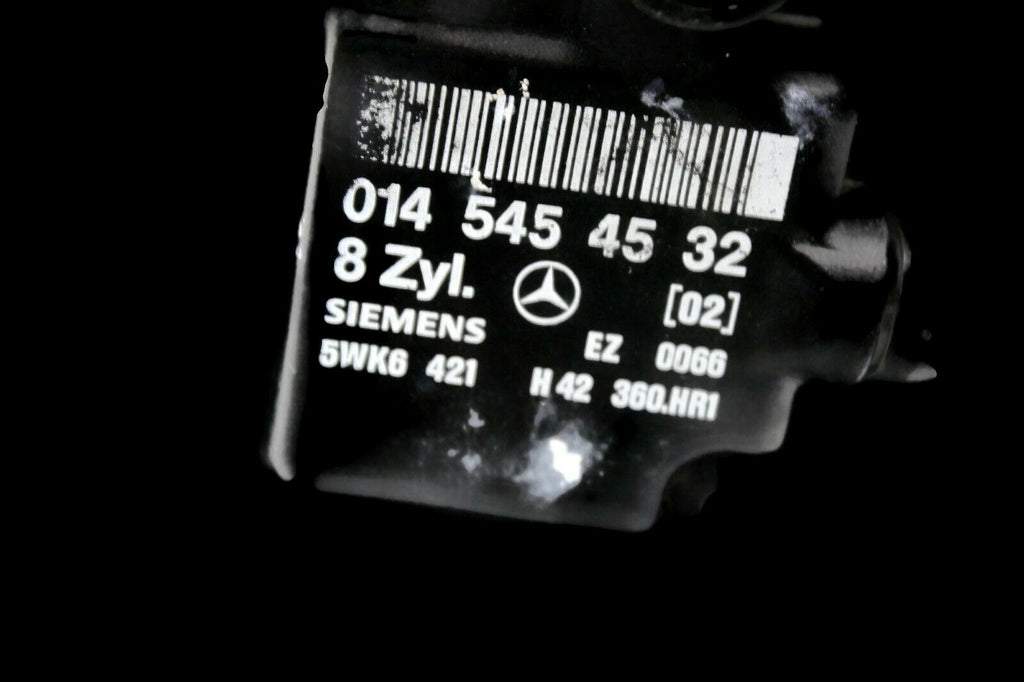 014 545 45 32
8 Zyl. [02]
SIEMENS EZ 0066
5WK6 421 H 42 360.HR1